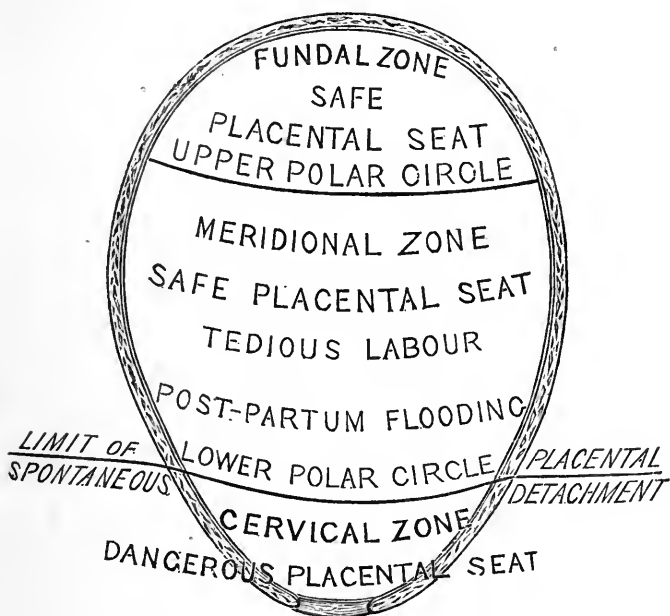 FUNDAL ZONE
SAFE
PLACENTAL SEAT
UPPER POLAR CIRCLE
MERIDIONAL ZONE
SAFE PLACENTAL SEAT
TEDIOUS LABOUR
POST-PARTUM FLOODING
LIMIT OF
SPONTANEOUS
LOWER POLAR CIRCLE
PLACENTAL
DETACHMENT
CERVICAL ZONE
DANGEROUS PLACENTAL SEAT